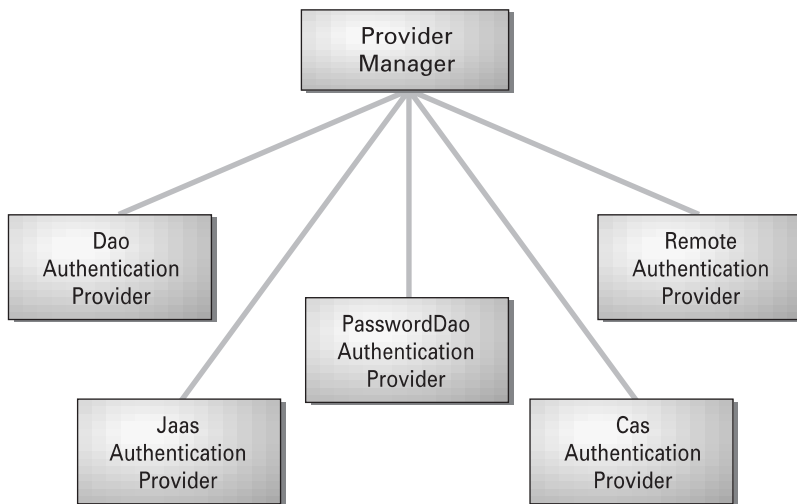 Provider
Manager
Dao
Authentication
Provider
Remote
Authentication
Provider
PasswordDao
Authentication
Provider
Jaas
Authentication
Provider
Cas
Authentication
Provider